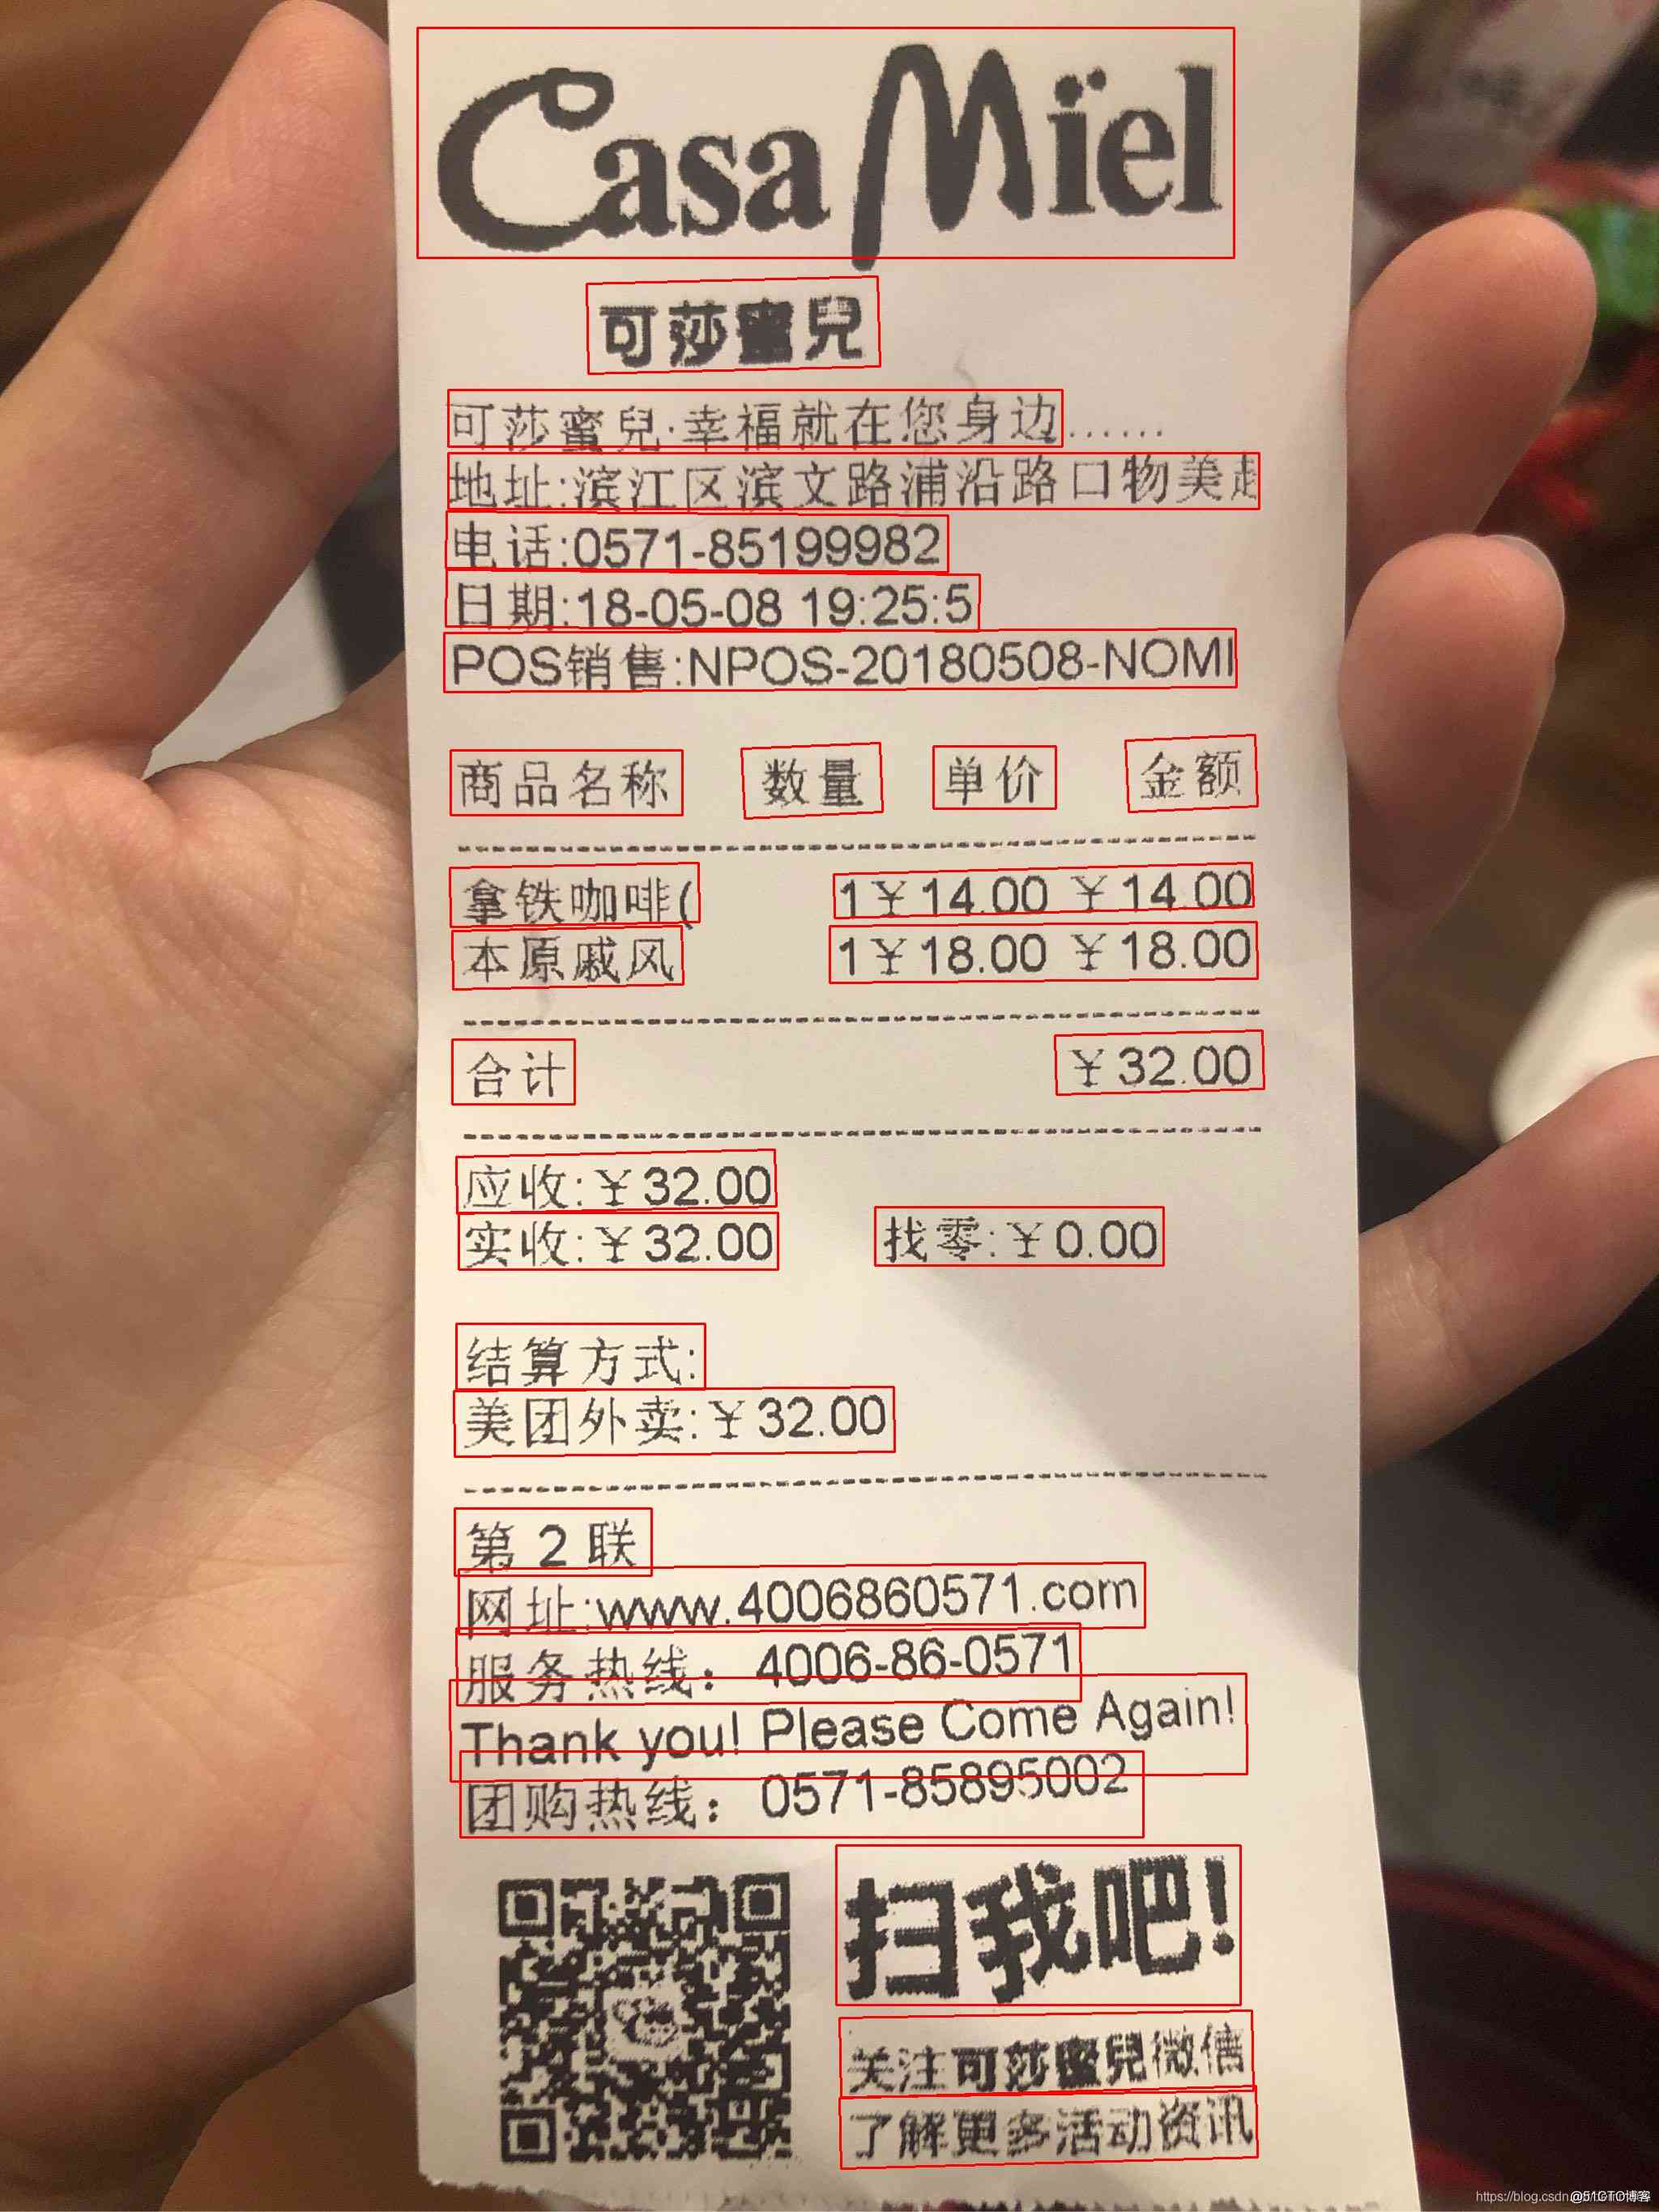 Casa Mïel
可莎蜜兒
可莎蜜兒·幸福就在您身边......
地址:滨江区滨文路浦沿路口物美
电话:0571-85199982
日期:18-05-08 19:25:5
POS销售:NPOS-20180508-NOMI
商品名称 数量 单价 金额
拿铁咖啡( 1￥14.00 ￥14.00
本原戚风 1￥18.00 ￥18.00
合计 ￥32.00
应收:￥32.00
实收:￥32.00 找零:￥0.00
结算方式:
美团外卖:￥32.00
第 2 联
网址:www.4006860571.com
服务热线： 4006-86-0571
Thank you! Please Come Again!
团购热线： 0571-85895002
扫我吧!
关注可莎蜜兒微信
了解更多活动资讯
https://blog.csdn
@51CTO博客